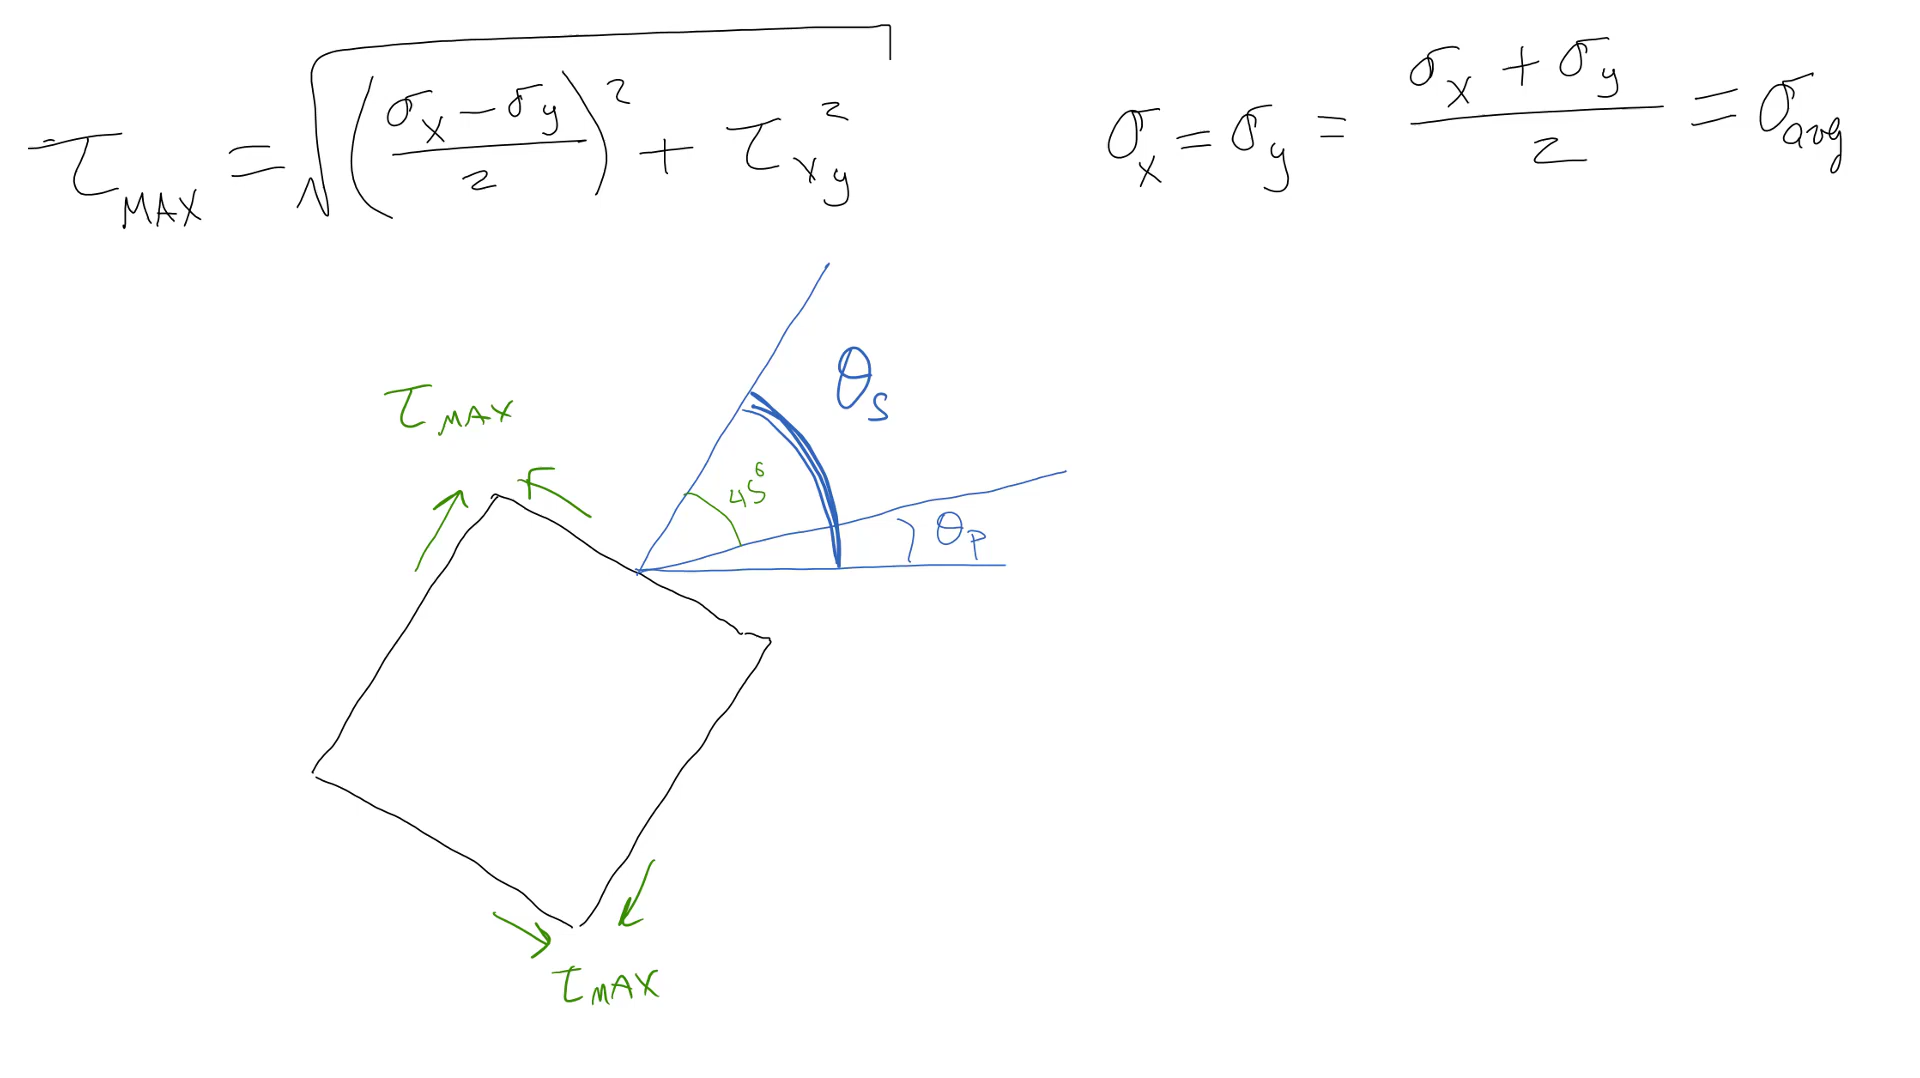 τ_MAX = √((σ_x − σ_y)/2)² + τ_xy²
σ_x = σ_y = (σ_x + σ_y)/2 = σ_avg
θ_s
τ_MAX
45°
θ_p
τ_MAX